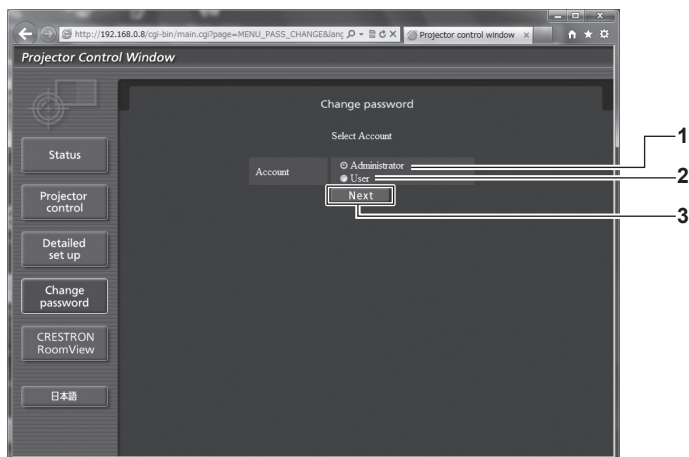 http://192.168.0.8/cgi-bin/main.cgi?page=MENU_PASS_CHANGE&lang
Projector control window
Projector Control Window
Change password
Select Account
Account
Administrator
User
Next
1
2
3
Status
Projector
control
Detailed
set up
Change
password
CRESTRON
RoomView
日本語